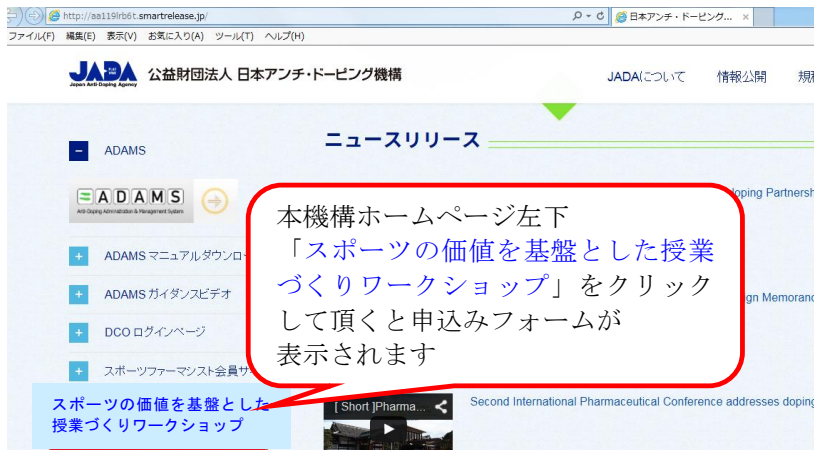 http://aa119lrb6t.smartrelease.jp/
日本アンチ・ドーピング...
ファイル(F) 編集(E) 表示(V) お気に入り(A) ツール(T) ヘルプ(H)
JADA
PLAY TRUE
Japan Anti-Doping Agency
公益財団法人 日本アンチ・ドーピング機構
JADAについて 情報公開
ニュースリリース
ADAMS
ADAMS
Anti-Doping Administration & Management System
ADAMS マニュアルダウンロ
ADAMS ガイダンスビデオ
DCO ログインページ
スポーツファーマシスト会員サ
本機構ホームページ左下
「スポーツの価値を基盤とした授業
づくりワークショップ」をクリック
して頂くと申込みフォームが
表示されます
スポーツの価値を基盤とした
授業づくりワークショップ
[ Short ]Pharma...
Second International Pharmaceutical Conference addresses doping